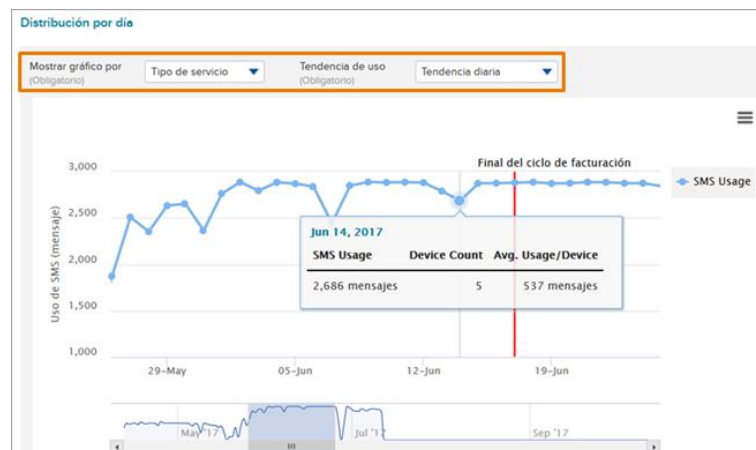 Distribución por día
Mostrar gráfico por
(Obligatorio)
Tipo de servicio
Tendencia de uso
(Obligatorio)
Tendencia diaria
Final del ciclo de facturación
SMS Usage
Uso de SMS (mensaje)
3,000
2,500
2,000
1,500
1,000
Jun 14, 2017
SMS Usage Device Count Avg. Usage/Device
2,686 mensajes 5 537 mensajes
29-May 05-Jun 12-Jun 19-Jun
May '17 Jul '17 Sep '17